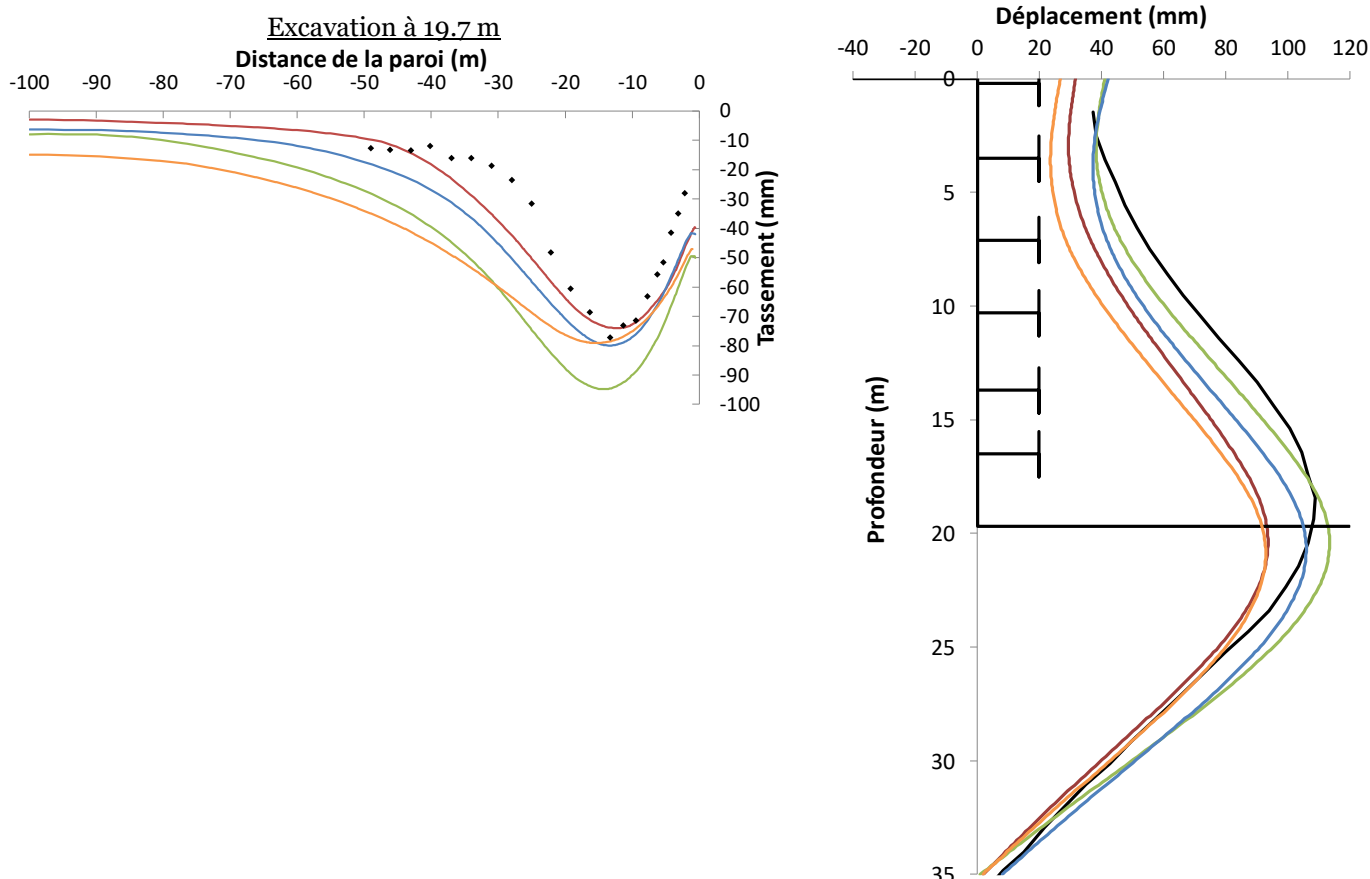 Excavation à 19.7 m
Distance de la paroi (m)
-100 -90 -80 -70 -60 -50 -40 -30 -20 -10 0
0
-10
-20
-30
-40
-50
-60
-70
-80
-90
-100
Tassement (mm)
Déplacement (mm)
-40 -20 0 20 40 60 80 100 120
0
5
10
15
20
25
30
35
Profondeur (m)